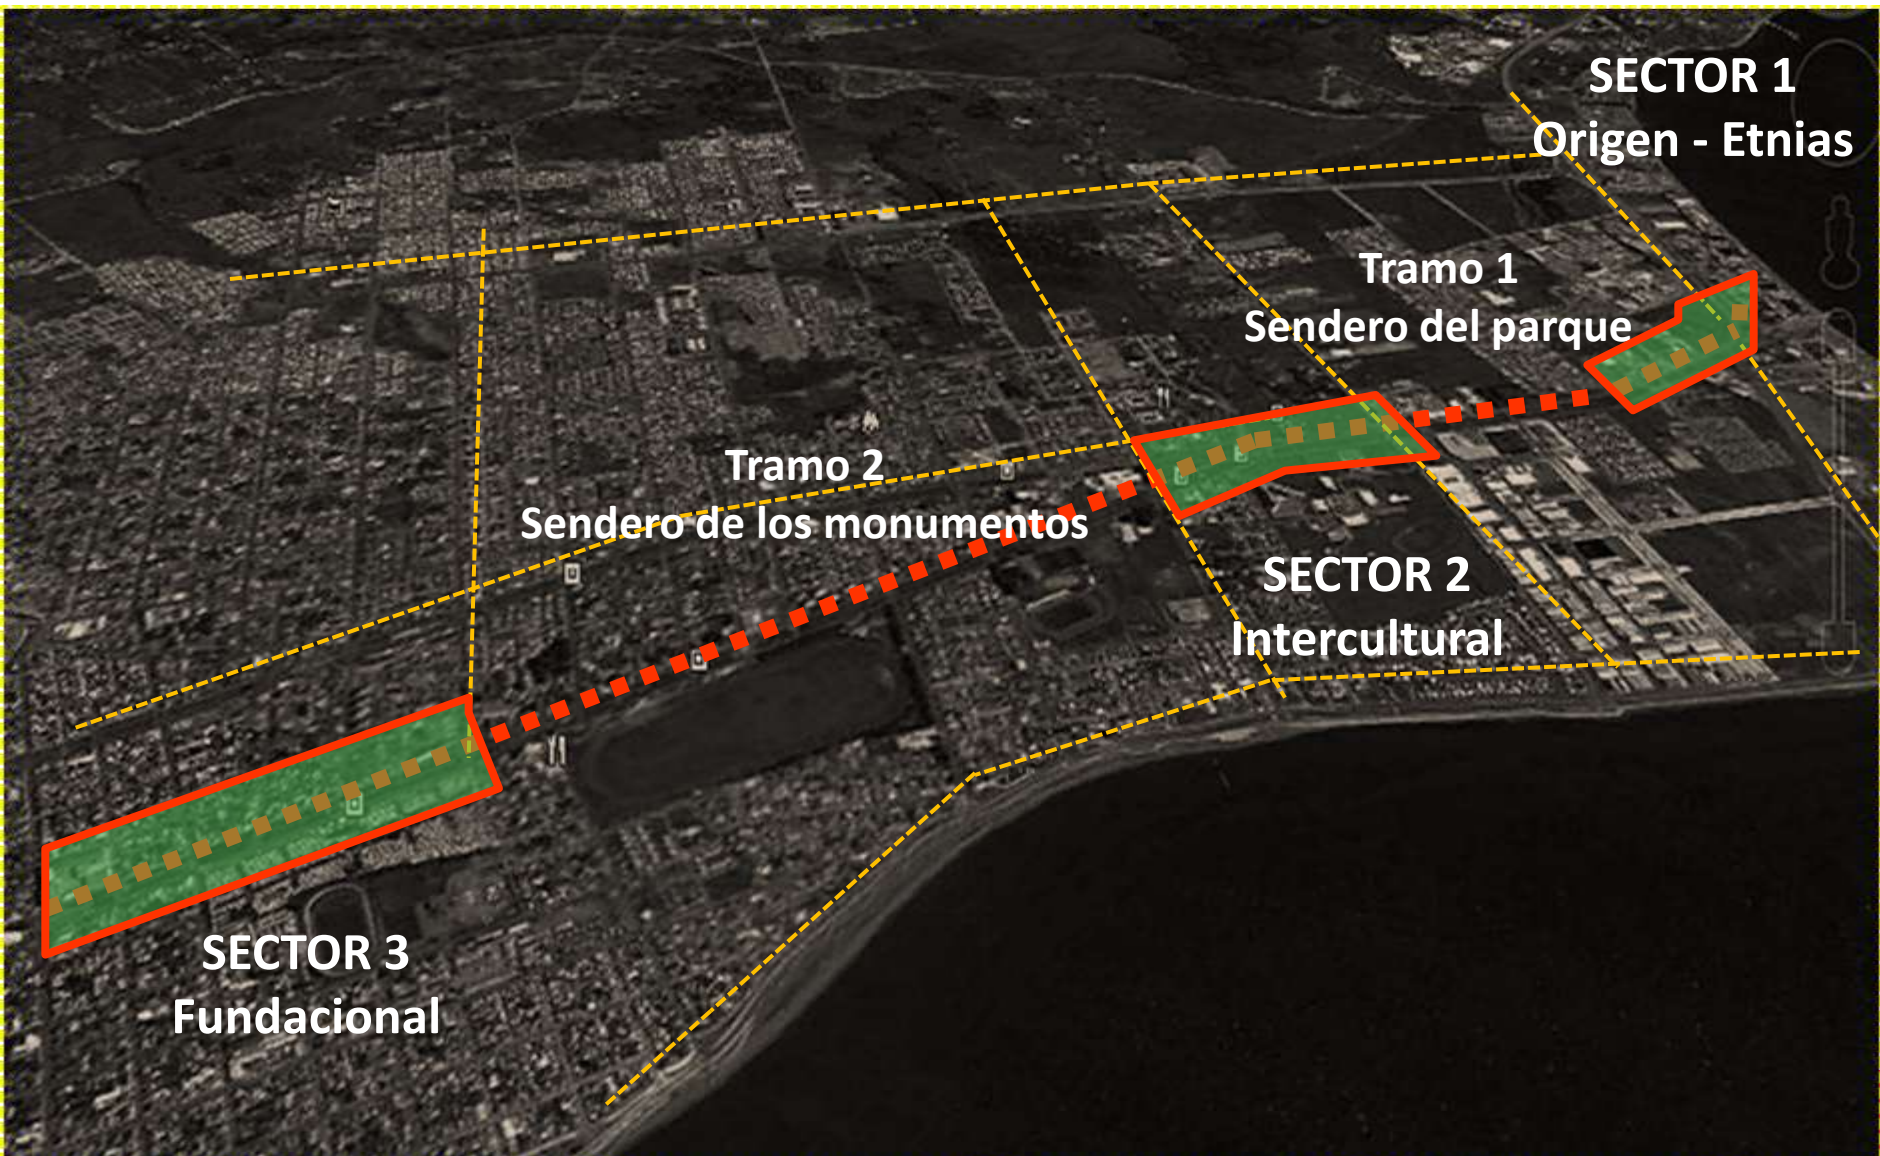 SECTOR 1
Origen - Etnias
Tramo 1
Sendero del parque
Tramo 2
Sendero de los monumentos
SECTOR 2
Intercultural
SECTOR 3
Fundacional